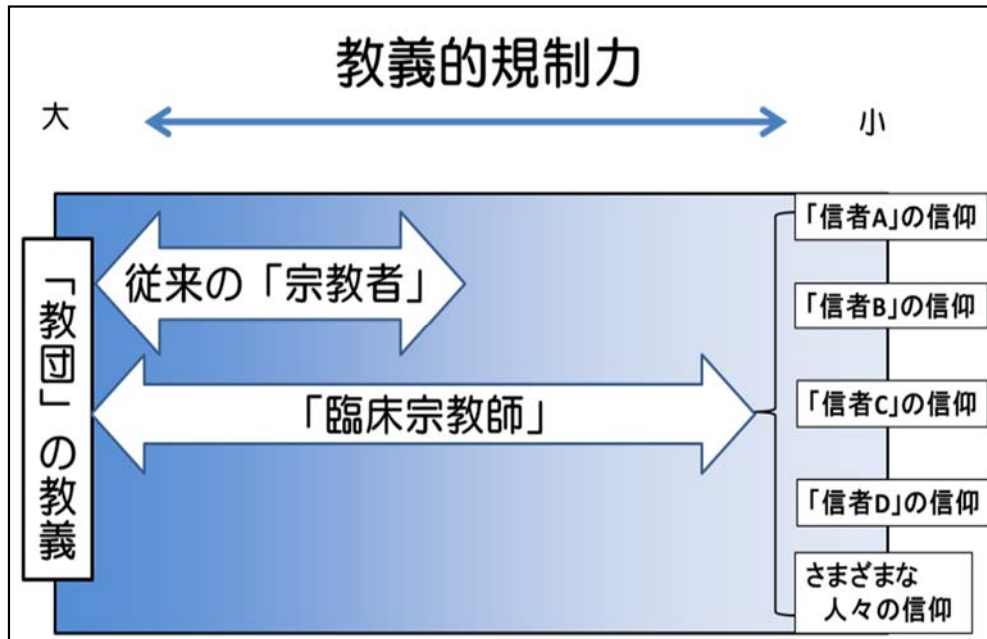 教義的規制力
大
小
「教団」の教義
従来の「宗教者」
「臨床宗教師」
「信者A」の信仰
「信者B」の信仰
「信者C」の信仰
「信者D」の信仰
さまざまな
人々の信仰